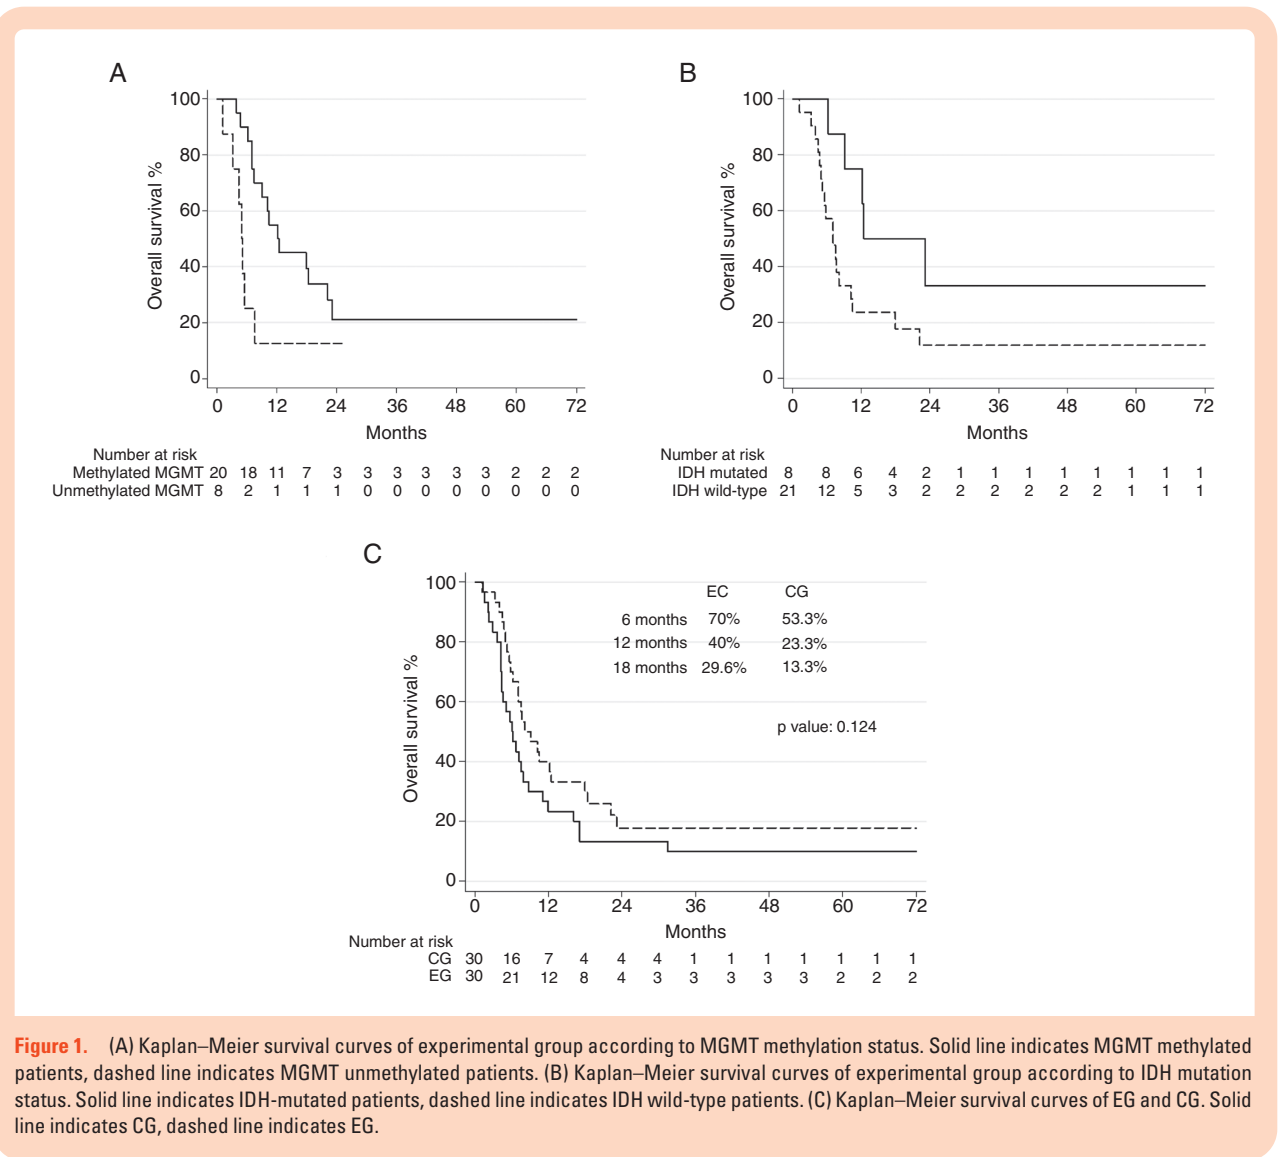 A
100
80
60
40
20
0
Overall survival %
0 12 24 36 48 60 72
Months
Number at risk
Methylated MGMT 20 18 11 7 3 3 3 3 3 3 2 2 2
Unmethylated MGMT 8 2 1 1 1 0 0 0 0 0 0 0 0
B
100
80
60
40
20
0
Overall survival %
0 12 24 36 48 60 72
Months
Number at risk
IDH mutated 8 8 6 4 2 1 1 1 1 1 1 1 1
IDH wild-type 21 12 5 3 2 2 2 2 2 2 1 1 1
C
100
80
60
40
20
0
Overall survival %
EC CG
6 months 70% 53.3%
12 months 40% 23.3%
18 months 29.6% 13.3%
p value: 0.124
0 12 24 36 48 60 72
Months
Number at risk
CG 30 16 7 4 4 4 1 1 1 1 1 1 1
EG 30 21 12 8 4 3 3 3 3 3 2 2 2
Figure 1. (A) Kaplan–Meier survival curves of experimental group according to MGMT methylation status. Solid line indicates MGMT methylated
patients, dashed line indicates MGMT unmethylated patients. (B) Kaplan–Meier survival curves of experimental group according to IDH mutation
status. Solid line indicates IDH-mutated patients, dashed line indicates IDH wild-type patients. (C) Kaplan–Meier survival curves of EG and CG. Solid
line indicates CG, dashed line indicates EG.